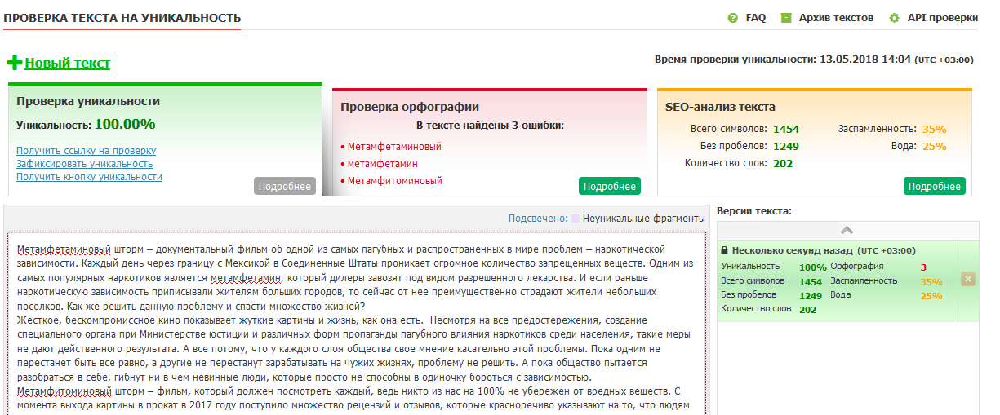 ПРОВЕРКА ТЕКСТА НА УНИКАЛЬНОСТЬ
FAQ Архив текстов API проверки
Новый текст
Время проверки уникальности: 13.05.2018 14:04 (UTC +03:00)
Проверка уникальности
Уникальность: 100.00%
Получить ссылку на проверку
Зафиксировать уникальность
Получить кнопку уникальности
Подробнее
Проверка орфографии
В тексте найдены 3 ошибки:
• Метамфетаминовый
• метамфетамин
• Метамфитоминовый
Подробнее
SEO-анализ текста
Всего символов: 1454 Заспамленность: 35%
Без пробелов: 1249 Вода: 25%
Количество слов: 202
Подробнее
Подсвечено: Неуникальные фрагменты
Метамфетаминовый шторм – документальный фильм об одной из самых пагубных и распространенных в мире проблем – наркотической
зависимости. Каждый день через границу с Мексикой в Соединенные Штаты проникает огромное количество запрещенных веществ. Одним из
самых популярных наркотиков является метамфетамин, который дилеры завозят под видом разрешенного лекарства. И если раньше
наркотическую зависимость приписывали жителям больших городов, то сейчас от нее преимущественно страдают жители небольших
поселков. Как же решить данную проблему и спасти множество жизней?
Жесткое, бескомпромиссное кино показывает жуткие картины и жизнь, как она есть. Несмотря на все предостережения, создание
специального органа при Министерстве юстиции и различных форм пропаганды пагубного влияния наркотиков среди населения, такие меры
не дают действенного результата. А все потому, что у каждого слоя общества свое мнение касательно этой проблемы. Пока одним не
перестанет быть все равно, а другие не перестанут зарабатывать на чужих жизнях, проблему не решить. А пока общество пытается
разобраться в себе, гибнут ни в чем невинные люди, которые просто не способны в одиночку бороться с зависимостью.
Метамфитоминовый шторм – фильм, который должен посмотреть каждый, ведь никто из нас на 100% не убережен от вредных веществ. С
момента выхода картины в прокат в 2017 году поступило множество рецензий и отзывов, которые красноречиво указывают на то, что людям
Версии текста:
Несколько секунд назад (UTC +03:00)
Уникальность 100% Орфография 3
Всего символов 1454 Заспамленность 35%
Без пробелов 1249 Вода 25%
Количество слов 202